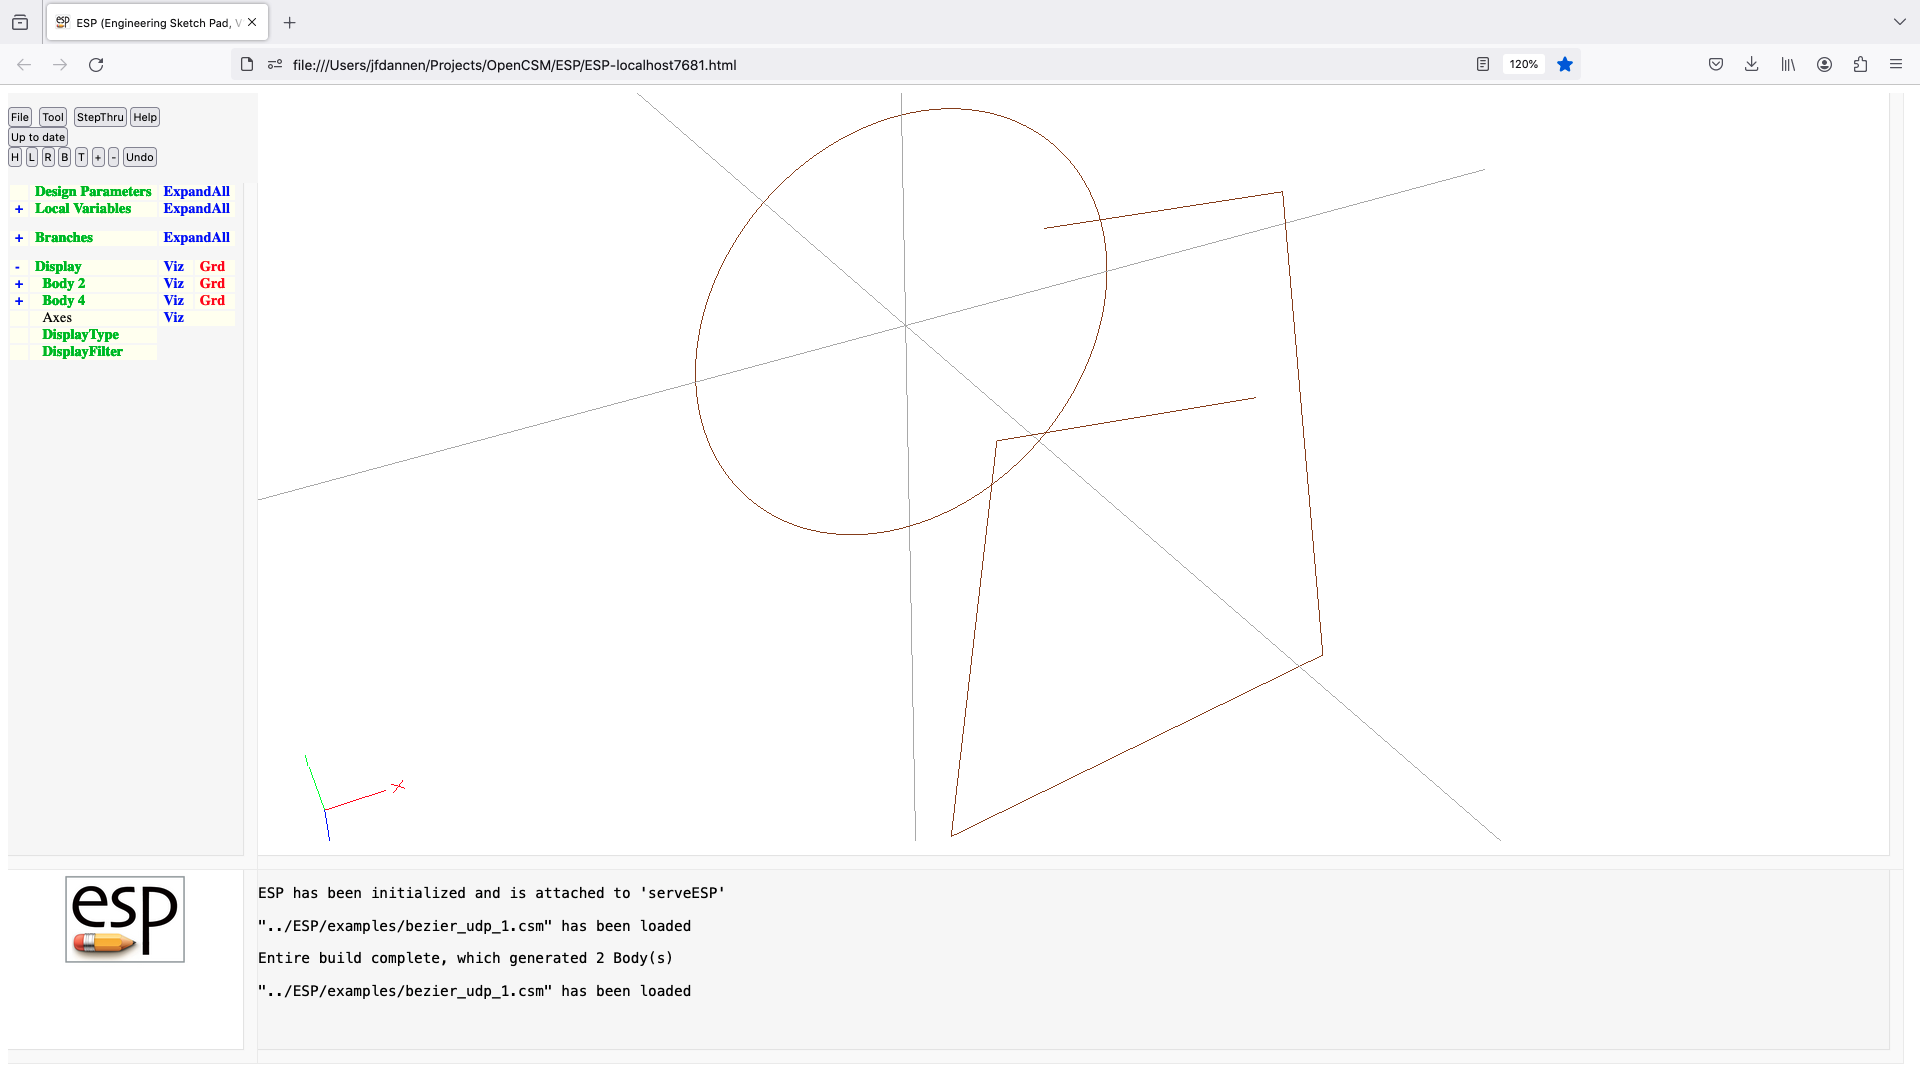 ESP (Engineering Sketch Pad, V
file:///Users/jfdannen/Projects/OpenCSM/ESP/ESP-localhost7681.html
120%
File Tool StepThru Help
Up to date
H L R B T + - Undo
Design Parameters ExpandAll
+ Local Variables ExpandAll
+ Branches ExpandAll
- Display Viz Grd
+ Body 2 Viz Grd
+ Body 4 Viz Grd
Axes Viz
DisplayType
DisplayFilter
X
esp
ESP has been initialized and is attached to 'serveESP'
"../ESP/examples/bezier_udp_1.csm" has been loaded
Entire build complete, which generated 2 Body(s)
"../ESP/examples/bezier_udp_1.csm" has been loaded